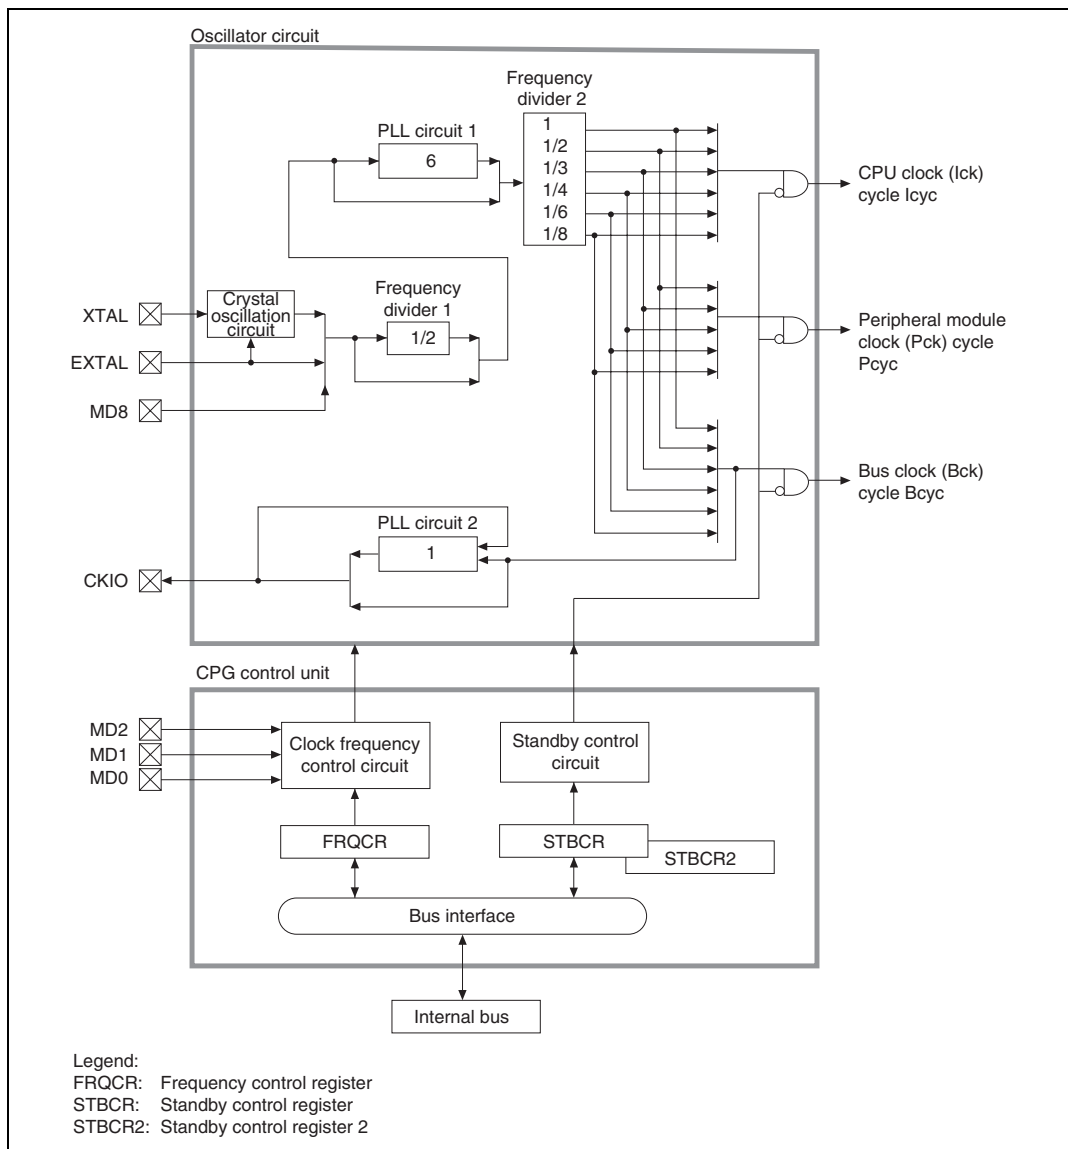 Oscillator circuit
Frequency
divider 2
PLL circuit 1
6
1
1/2
1/3
1/4
1/6
1/8
CPU clock (Ick)
cycle Icyc
XTAL
Crystal
oscillation
circuit
Frequency
divider 1
1/2
EXTAL
MD8
Peripheral module
clock (Pck) cycle
Pcyc
Bus clock (Bck)
cycle Bcyc
PLL circuit 2
1
CKIO
CPG control unit
MD2
MD1
MD0
Clock frequency
control circuit
Standby control
circuit
FRQCR
STBCR
STBCR2
Bus interface
Internal bus
Legend:
FRQCR: Frequency control register
STBCR: Standby control register
STBCR2: Standby control register 2